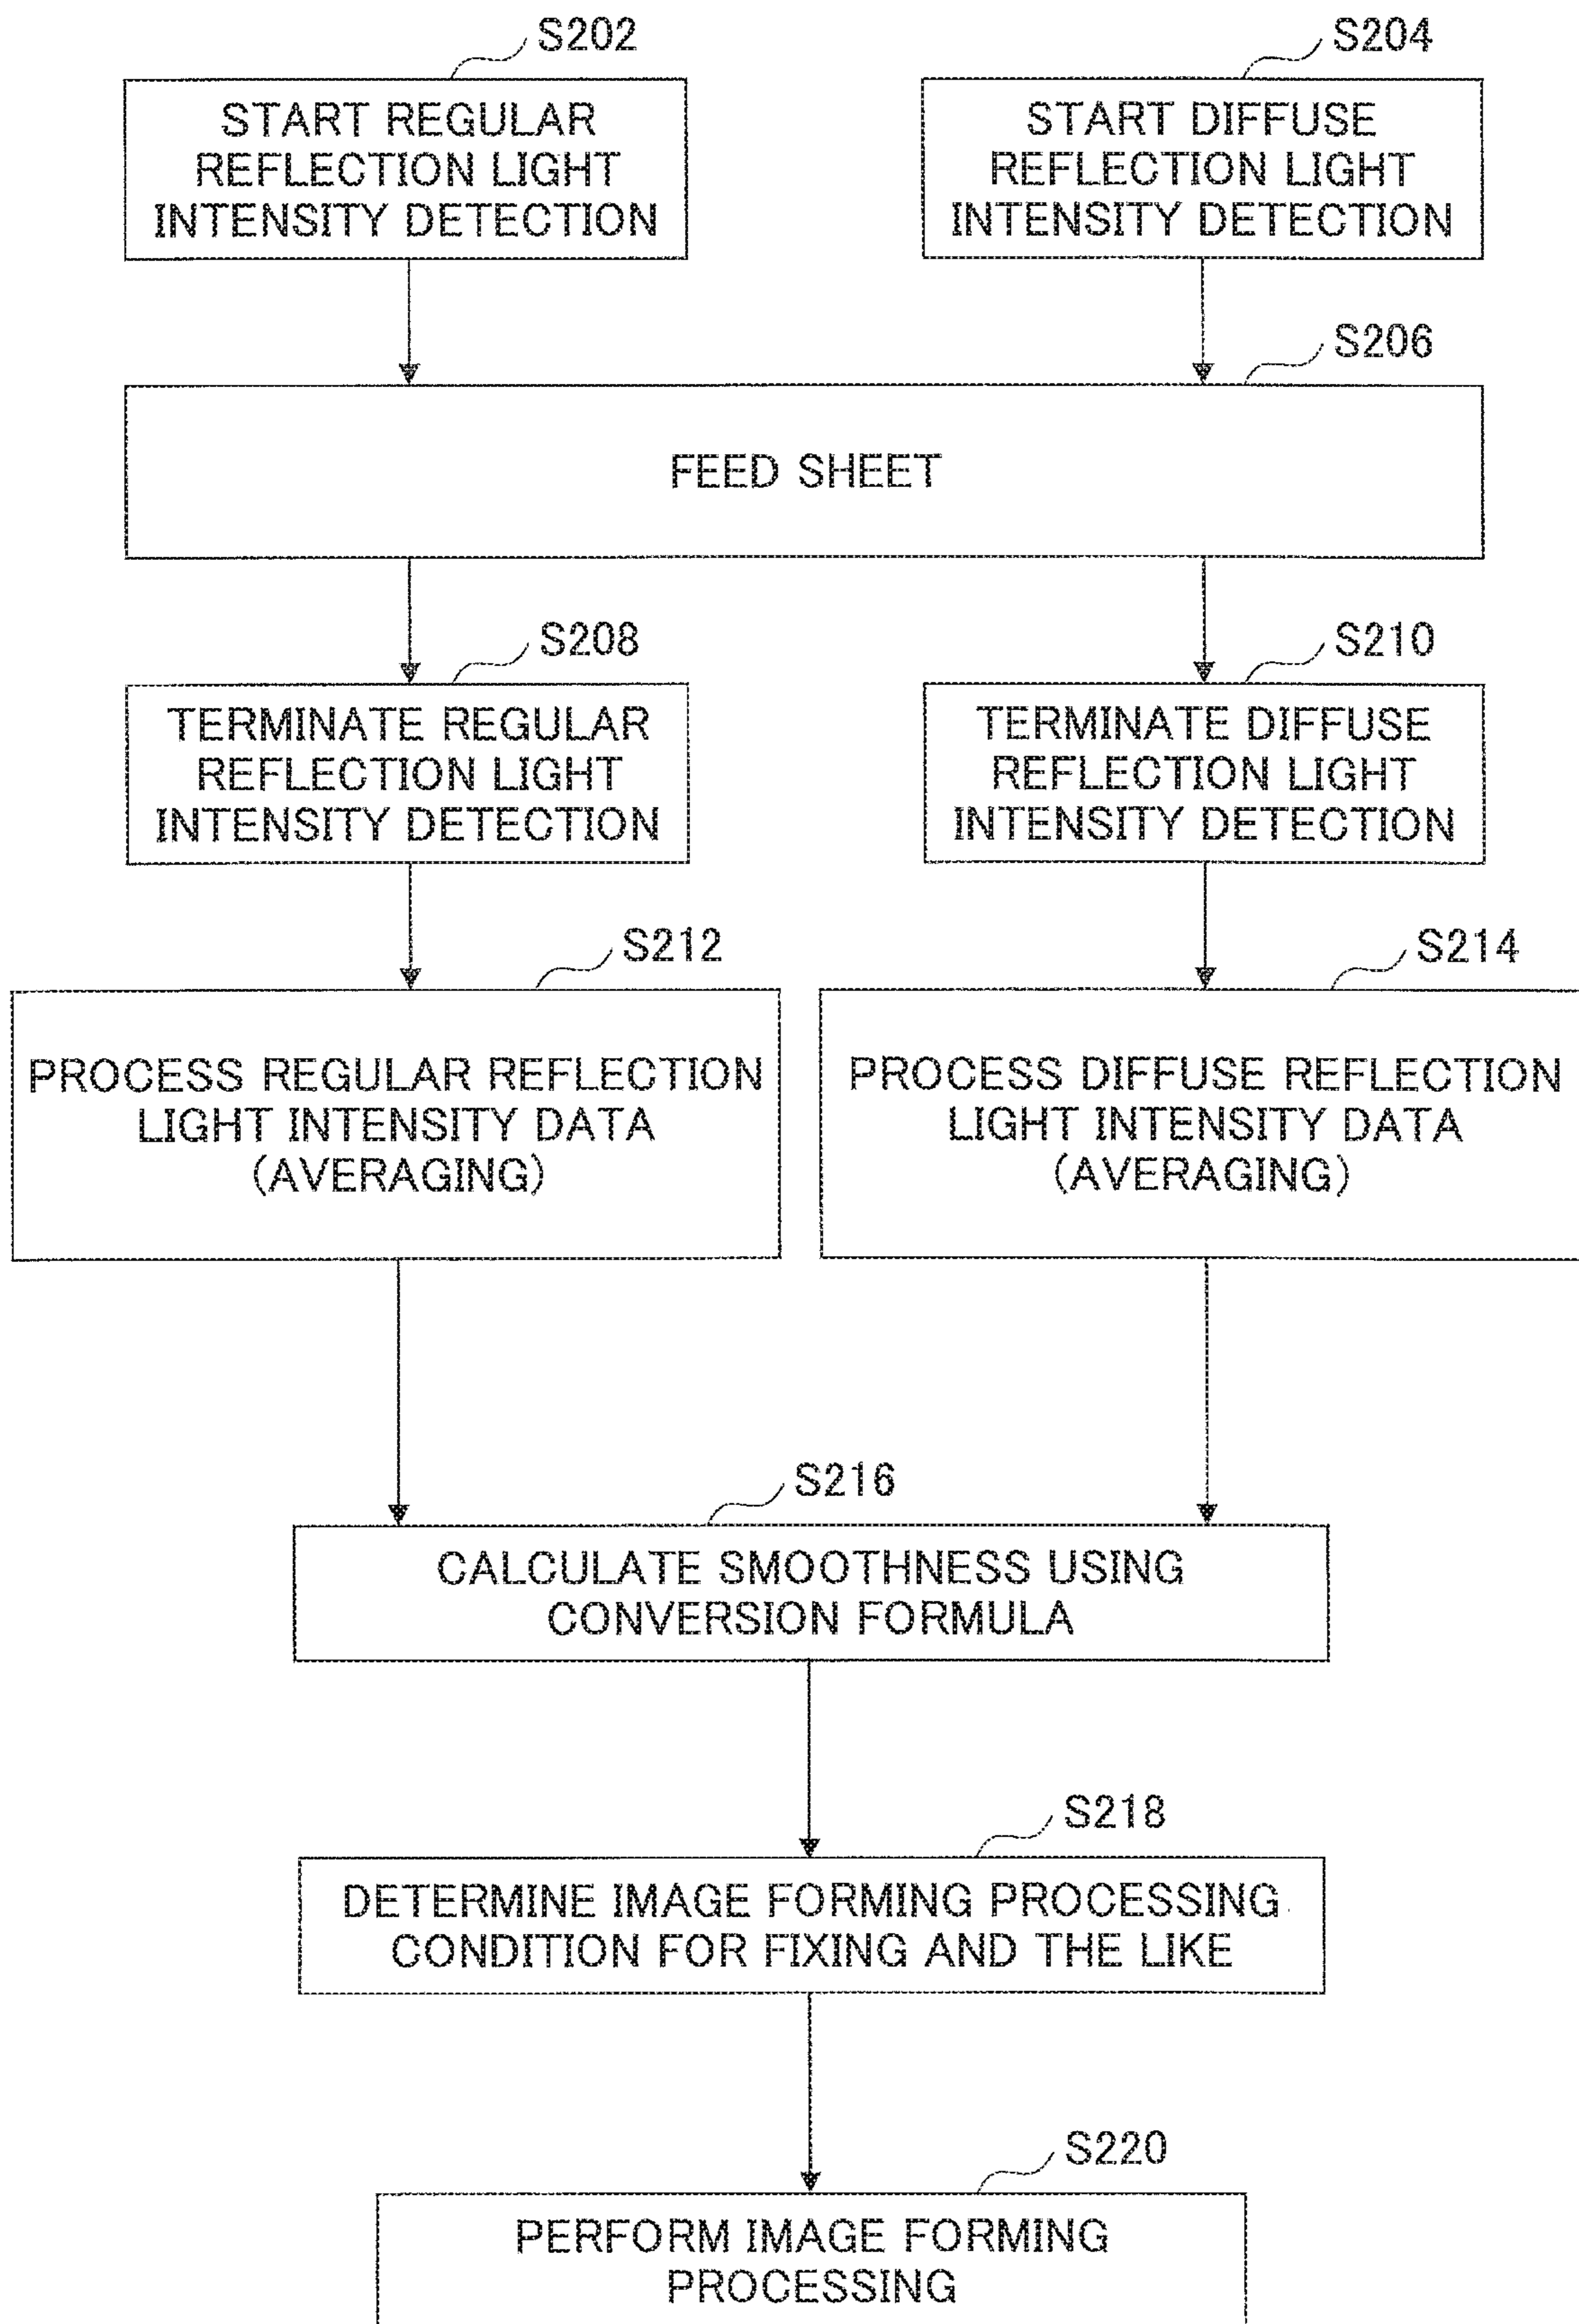 S202
START REGULAR
REFLECTION LIGHT
INTENSITY DETECTION
S204
START DIFFUSE
REFLECTION LIGHT
INTENSITY DETECTION
S206
FEED SHEET
S208
TERMINATE REGULAR
REFLECTION LIGHT
INTENSITY DETECTION
S210
TERMINATE DIFFUSE
REFLECTION LIGHT
INTENSITY DETECTION
S212
PROCESS REGULAR REFLECTION
LIGHT INTENSITY DATA
(AVERAGING)
S214
PROCESS DIFFUSE REFLECTION
LIGHT INTENSITY DATA
(AVERAGING)
S216
CALCULATE SMOOTHNESS USING
CONVERSION FORMULA
S218
DETERMINE IMAGE FORMING PROCESSING
CONDITION FOR FIXING AND THE LIKE
S220
PERFORM IMAGE FORMING
PROCESSING